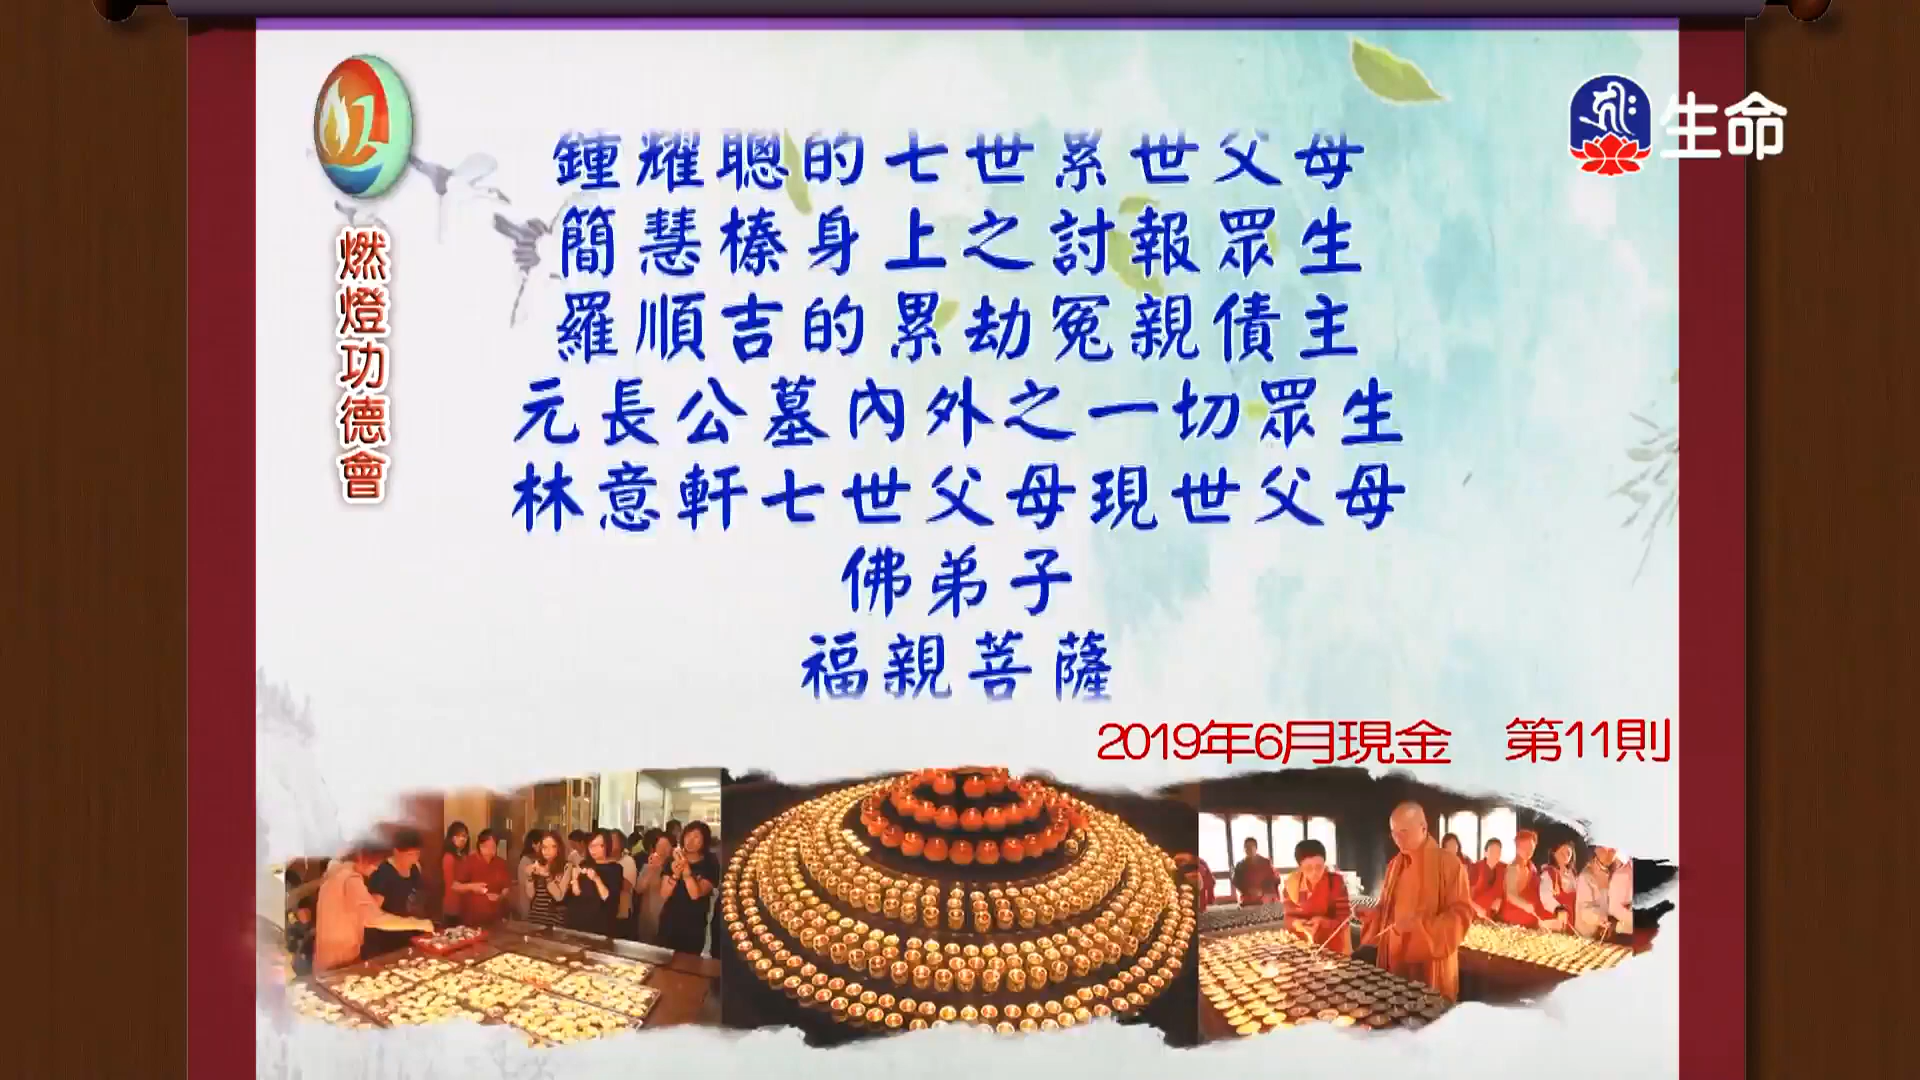 生命
燃燈功德會
鍾耀聰的七世累世父母
簡慧榛身上之討報眾生
羅順吉的累劫冤親債主
元長公墓內外之一切眾生
林意軒七世父母現世父母
佛弟子
福親菩薩
2019年6月現金 第11則